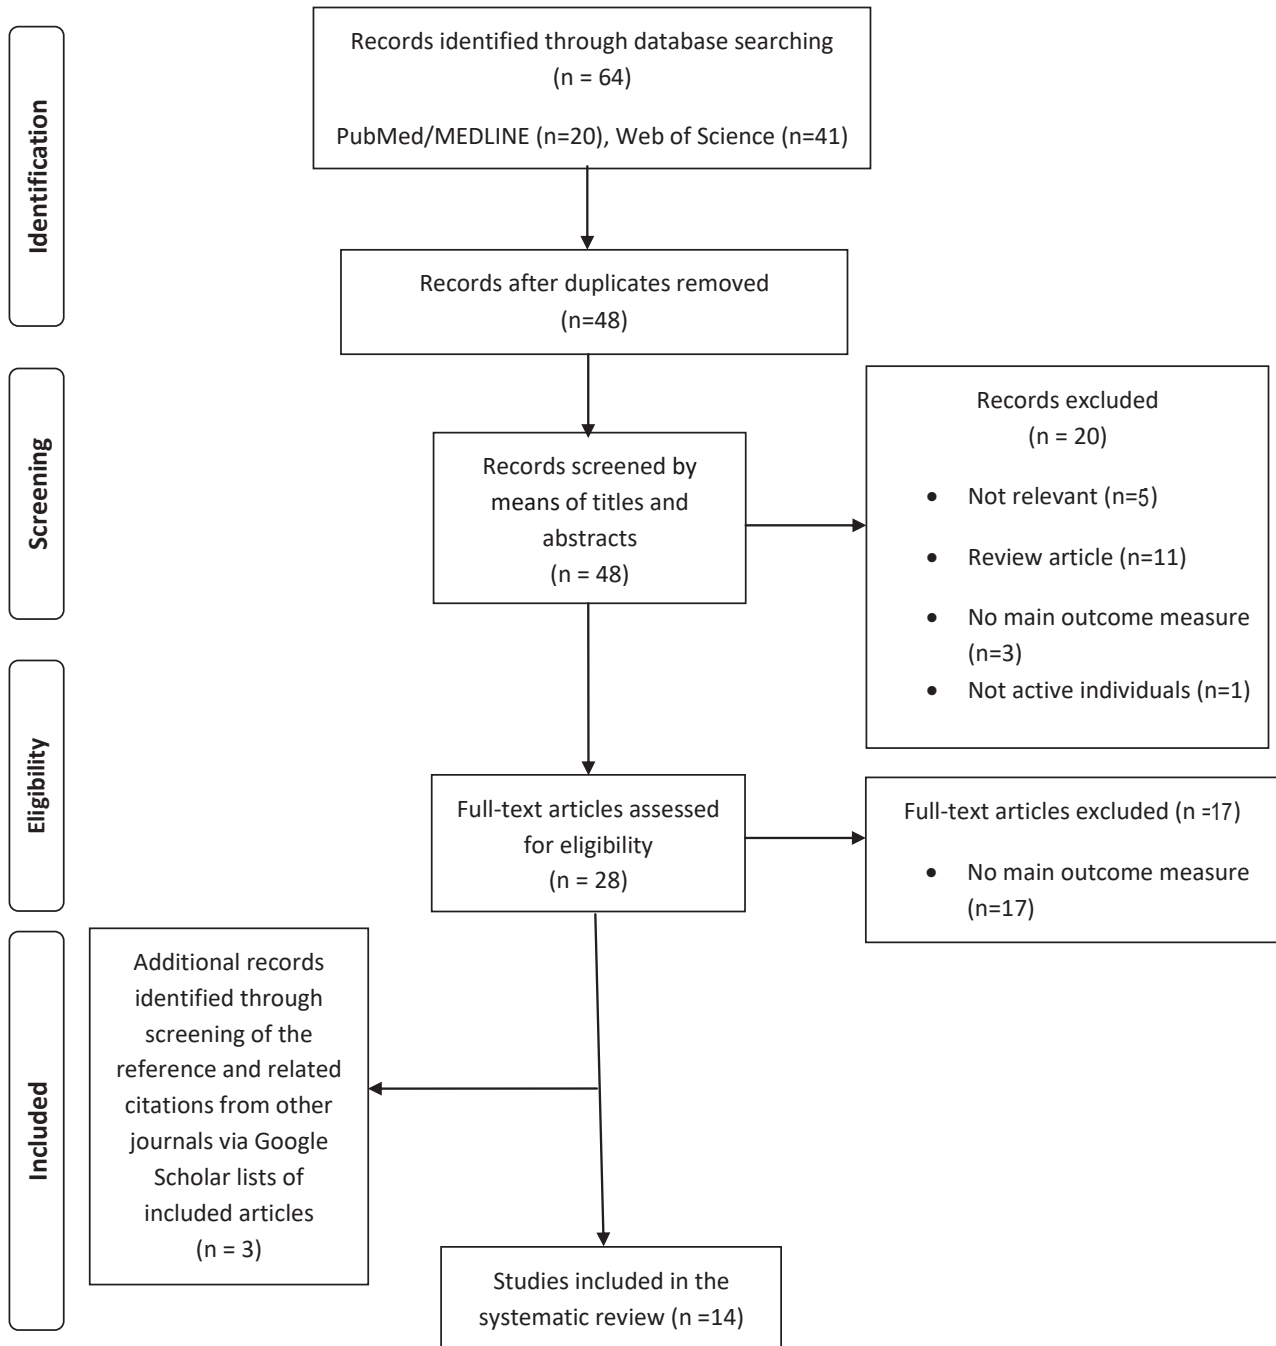 Identification
Records identified through database searching
(n = 64)
PubMed/MEDLINE (n=20), Web of Science (n=41)
Records after duplicates removed
(n=48)
Screening
Records screened by
means of titles and
abstracts
(n = 48)
Records excluded
(n = 20)
• Not relevant (n=5)
• Review article (n=11)
• No main outcome measure
(n=3)
• Not active individuals (n=1)
Eligibility
Full-text articles assessed
for eligibility
(n = 28)
Full-text articles excluded (n =17)
• No main outcome measure
(n=17)
Included
Additional records
identified through
screening of the
reference and related
citations from other
journals via Google
Scholar lists of
included articles
(n = 3)
Studies included in the
systematic review (n =14)